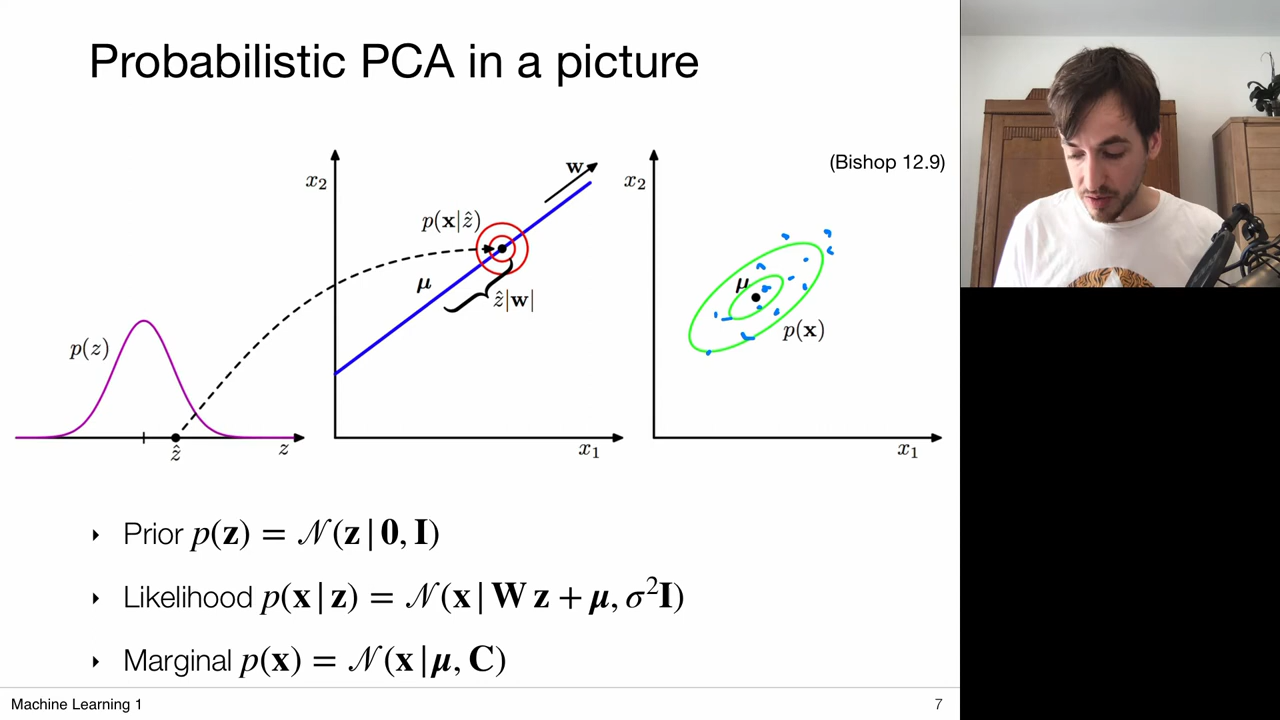 Probabilistic PCA in a picture
(Bishop 12.9)
p(z)
ẑ
z
x₂
p(x|ẑ)
w
μ
ẑ|w|
x₁
x₂
μ
p(x)
x₁
‣ Prior p(z) = 𝒩(z | 0, I)
‣ Likelihood p(x | z) = 𝒩(x | W z + μ, σ²I)
‣ Marginal p(x) = 𝒩(x | μ, C)
Machine Learning 1
7